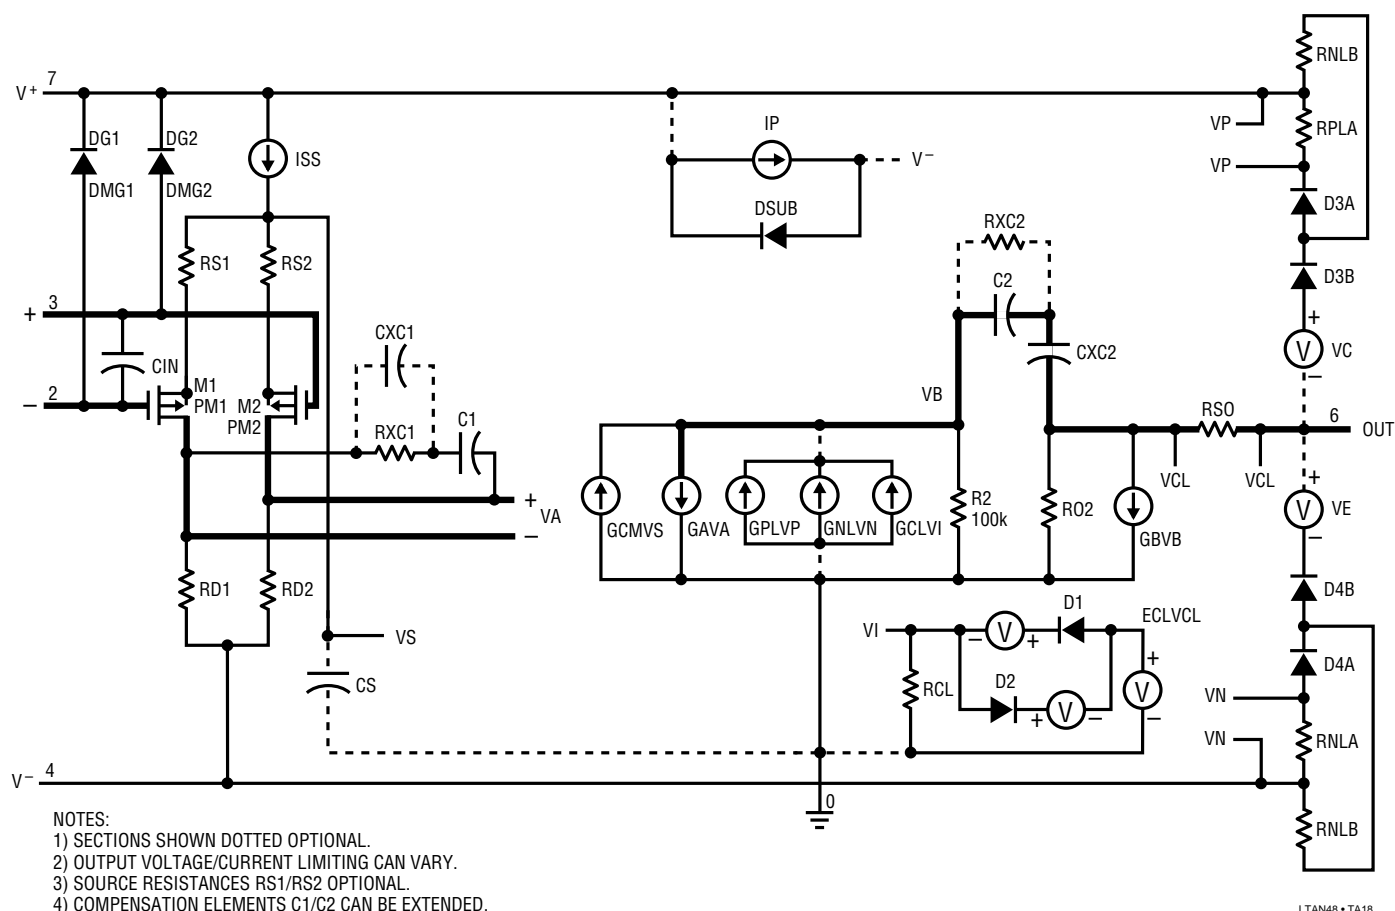 RNLB
7
V+
DG1
DG2
ISS
IP
V–
VP
RPLA
VP
DMG1
DMG2
DSUB
D3A
RS1
RS2
RXC2
C2
D3B
+
3
CXC1
CXC2
+
VC
–
CIN
–
2
M1
PM1
M2
PM2
VB
RXC1
C1
RSO
6
OUT
VCL
VCL
+
VA
–
GCMVS
GAVA
GPLVP
GNLVN
GCLVI
R2
100k
RO2
GBVB
+
VE
–
V
V
RD1
RD2
D4B
D1
ECLVCL
VI
–
V
+
+
VS
D4A
CS
RCL
D2
+
V
–
V
–
VN
VN
RNLA
V–
4
0
RNLB
NOTES:
1) SECTIONS SHOWN DOTTED OPTIONAL.
2) OUTPUT VOLTAGE/CURRENT LIMITING CAN VARY.
3) SOURCE RESISTANCES RS1/RS2 OPTIONAL.
4) COMPENSATION ELEMENTS C1/C2 CAN BE EXTENDED.
LTAN48 • TA18